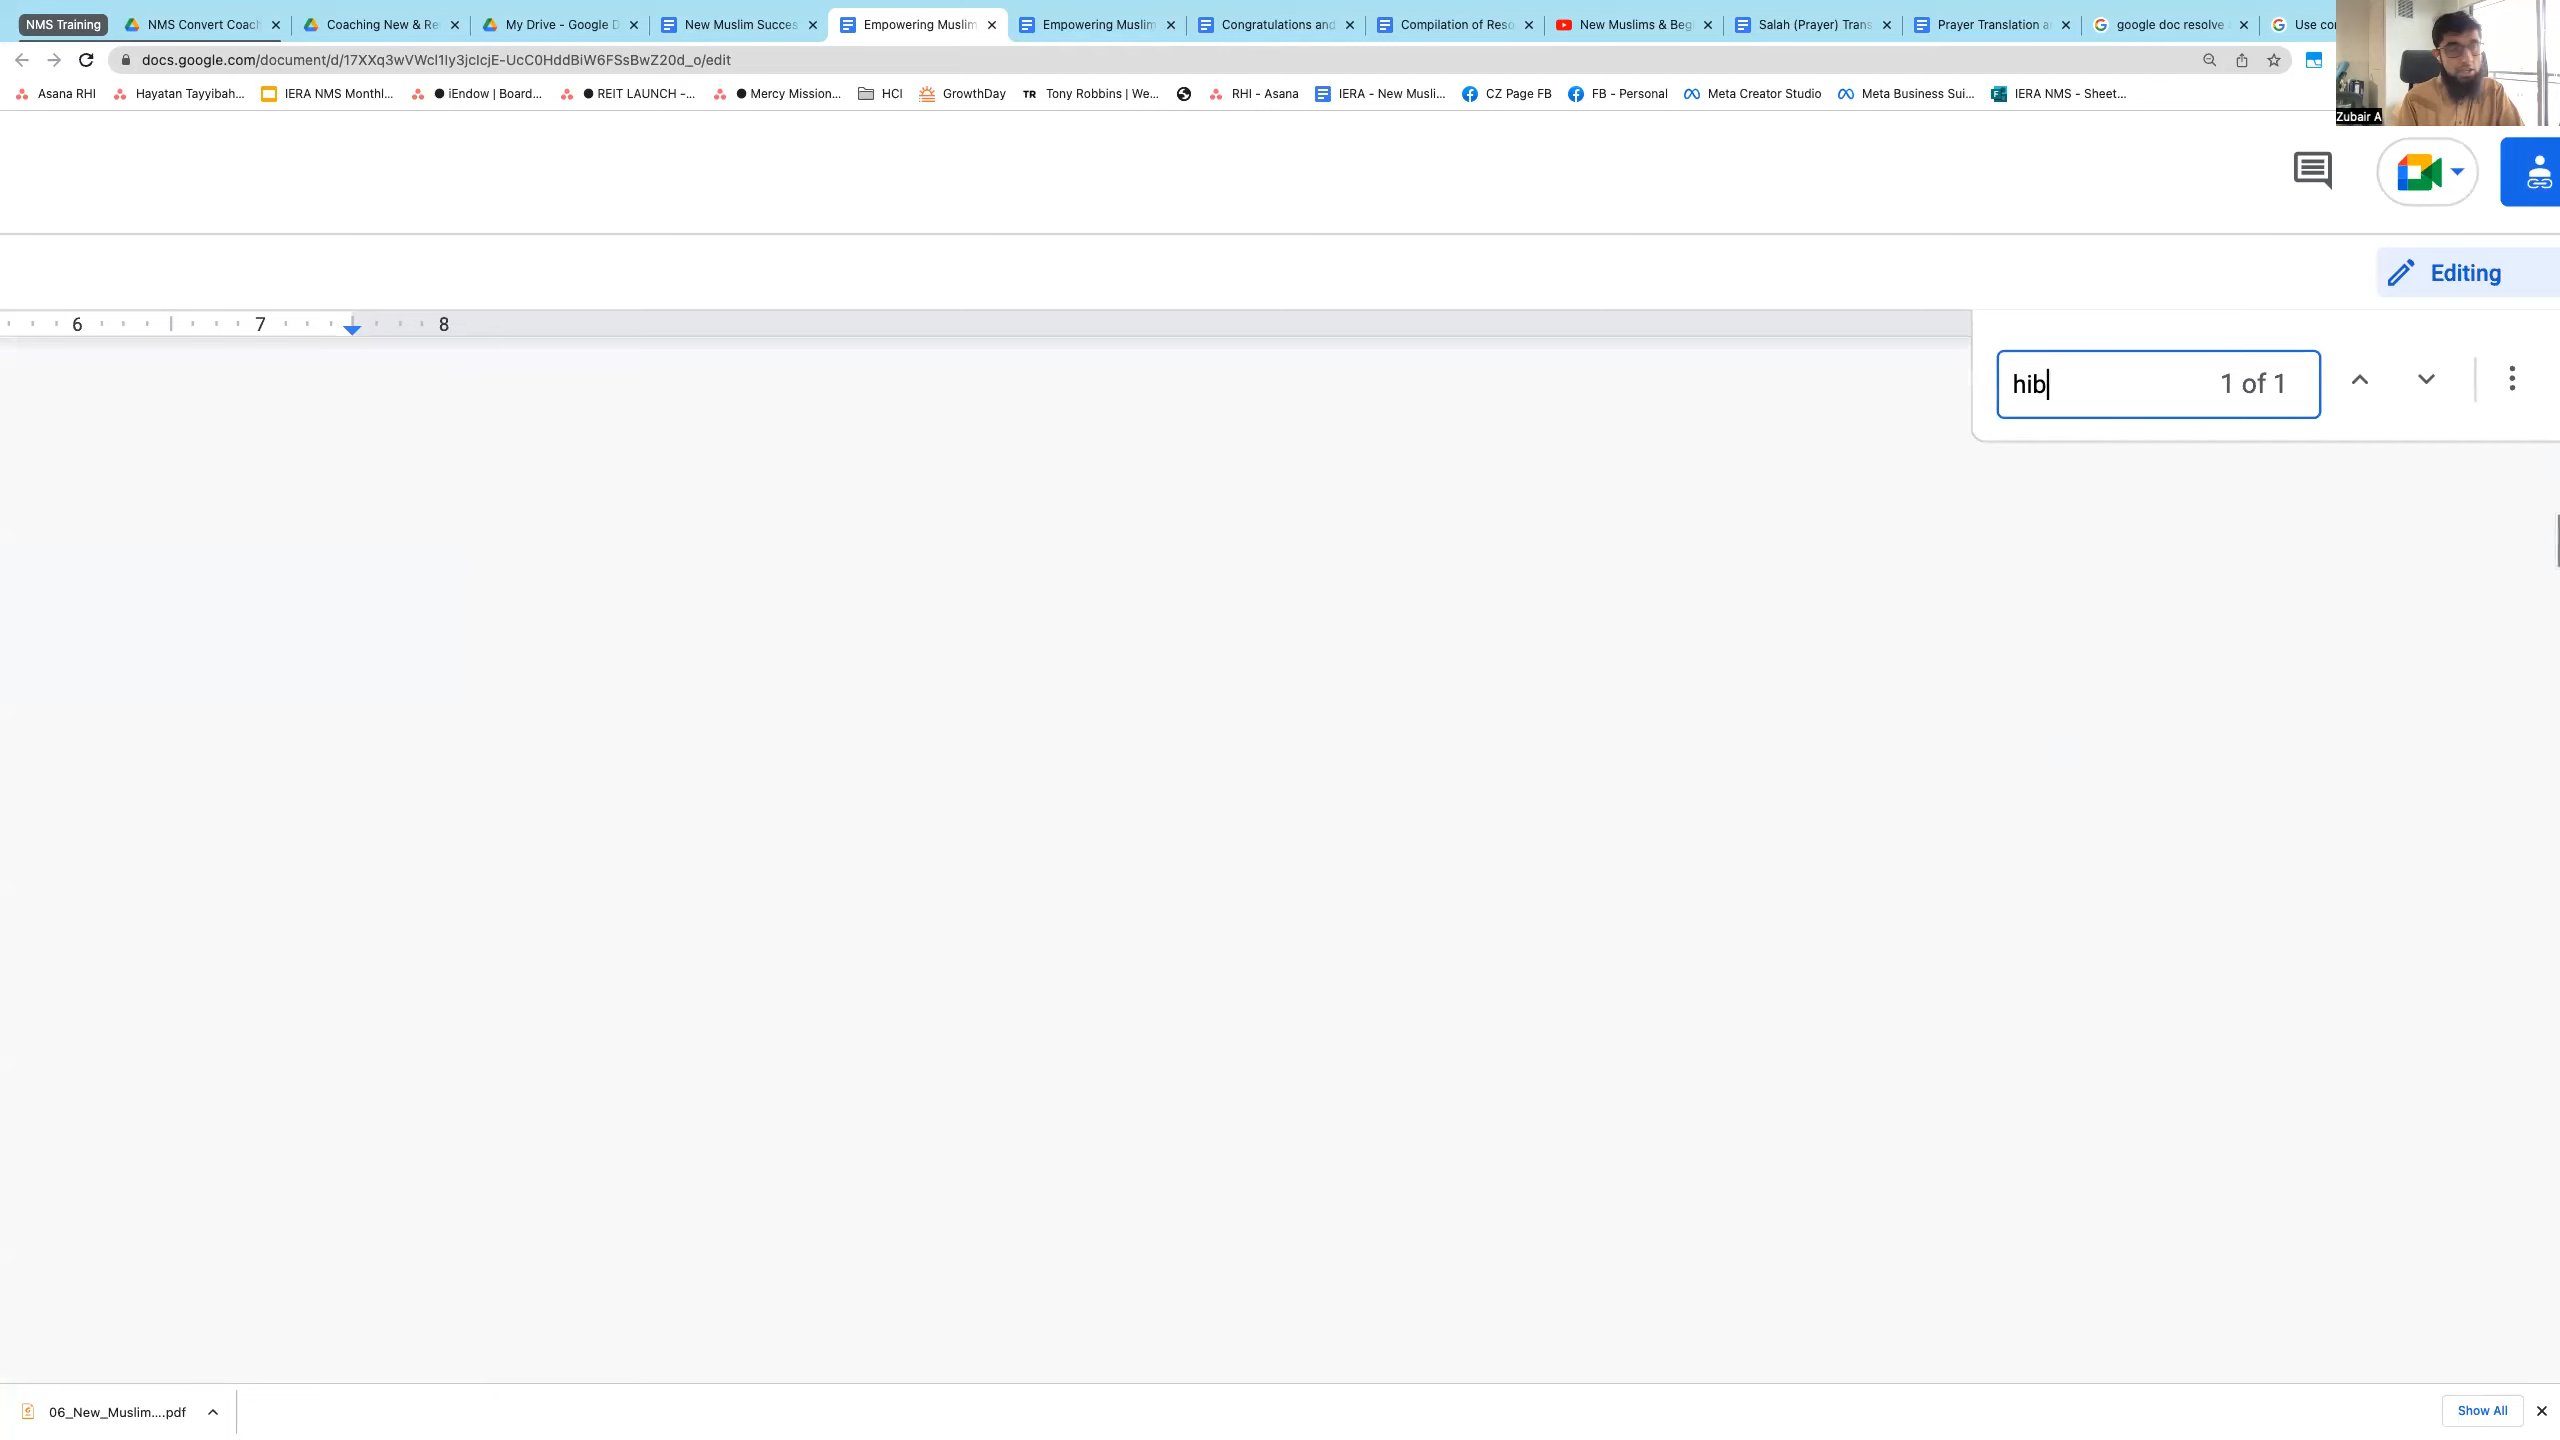 NMS Training
NMS Convert Coach
Coaching New & Re
My Drive - Google D
New Muslim Succes
Empowering Muslim
Empowering Muslim
Congratulations and
Compilation of Reso
New Muslims & Beg
Salah (Prayer) Trans
Prayer Translation a
google doc resolve
Use co
docs.google.com/document/d/17XXq3wVWcl1Iy3jcIcjE-UcC0HddBiW6FSsBwZ20d_o/edit
Asana RHI
Hayatan Tayyibah...
IERA NMS Monthl...
iEndow | Board...
REIT LAUNCH -...
Mercy Mission...
HCI
GrowthDay
TR Tony Robbins | We...
RHI - Asana
IERA - New Musli...
CZ Page FB
FB - Personal
Meta Creator Studio
Meta Business Sui...
IERA NMS - Sheet...
Zubair A
Editing
6 7 8
hib 1 of 1
06_New_Muslim....pdf
Show All